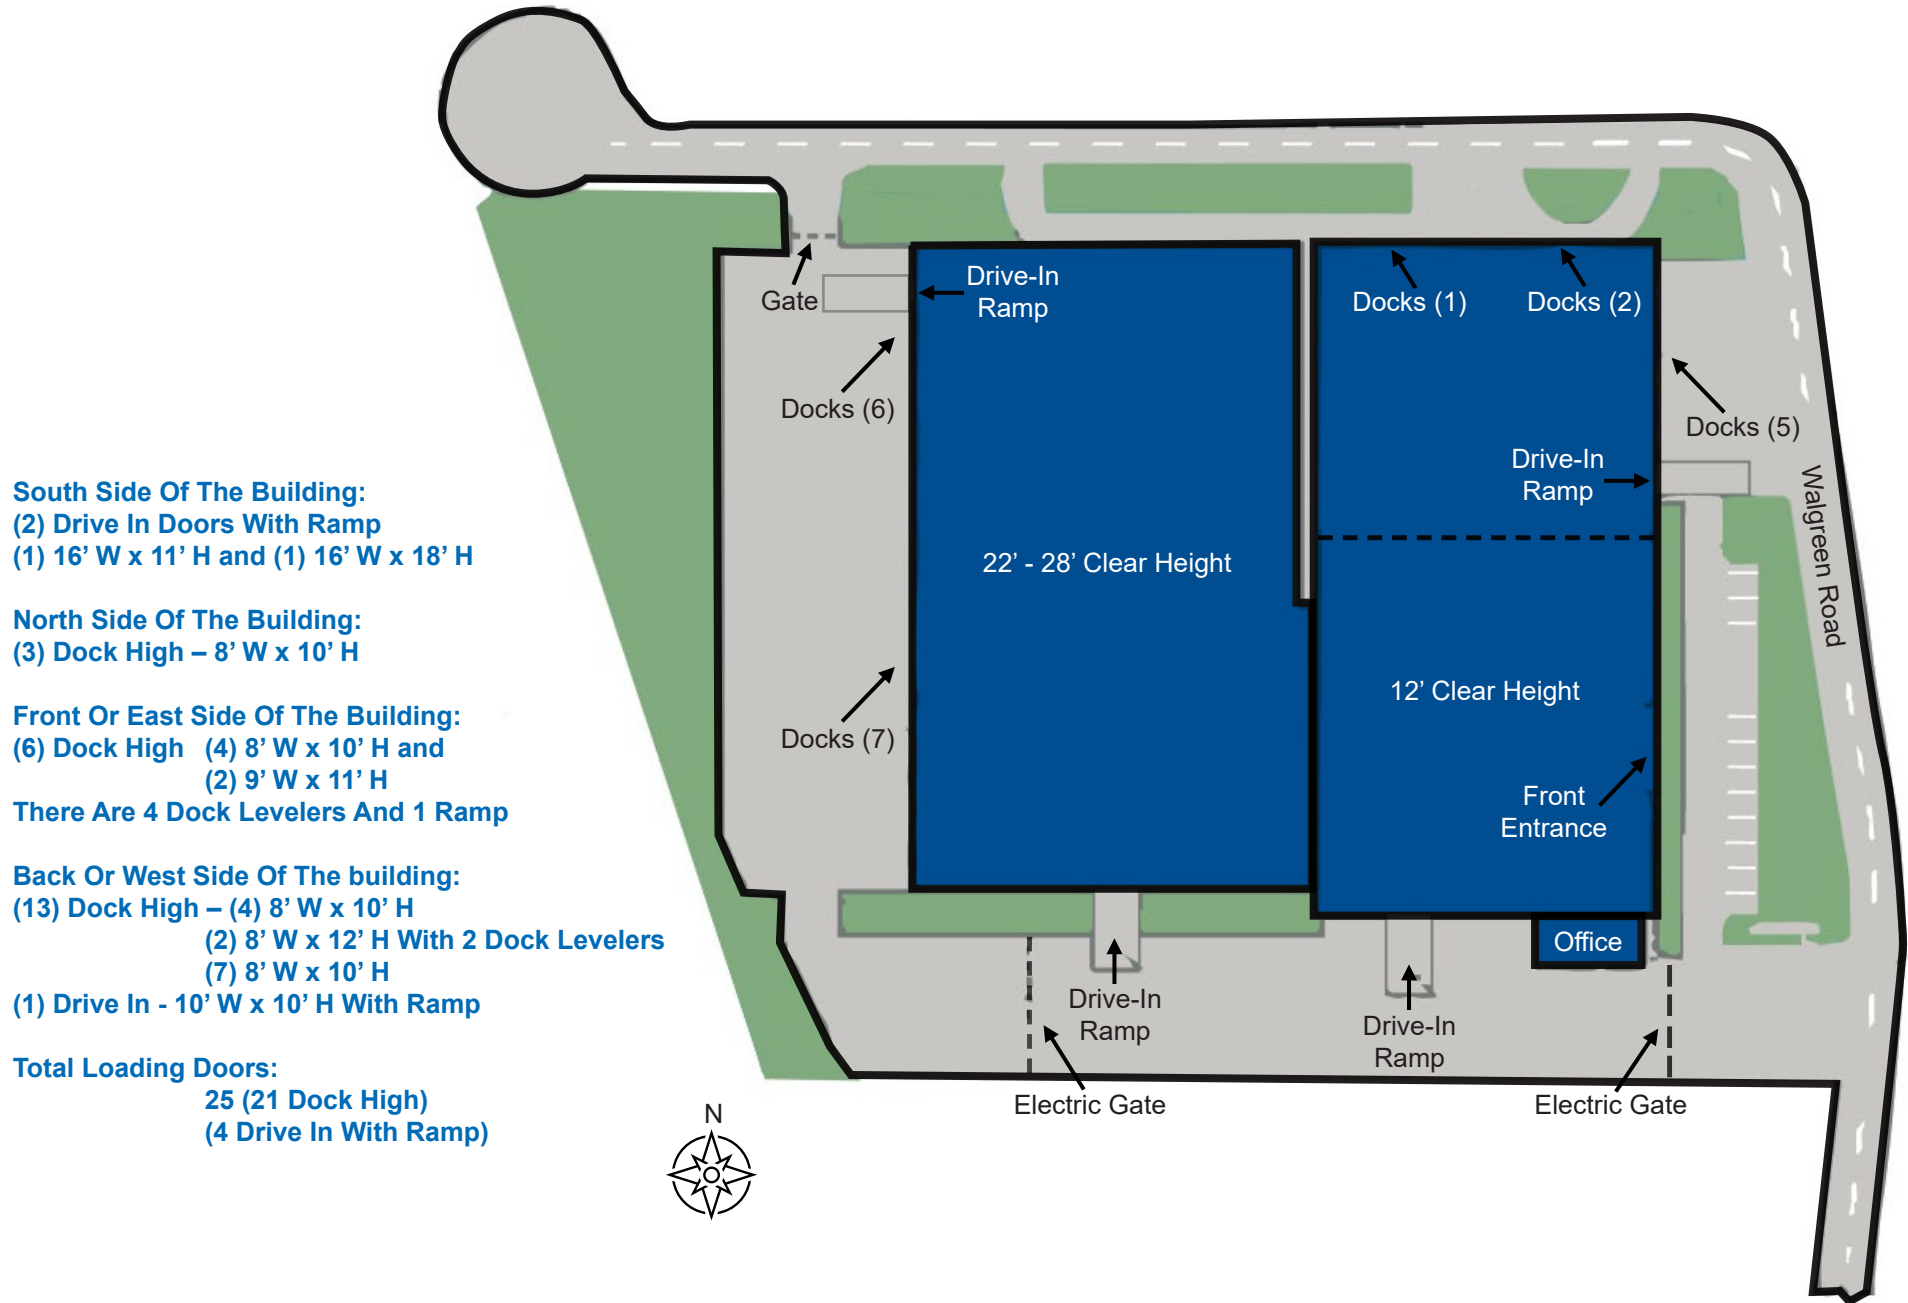 South Side Of The Building:
(2) Drive In Doors With Ramp
(1) 16’ W x 11’ H and (1) 16’ W x 18’ H
North Side Of The Building:
(3) Dock High – 8’ W x 10’ H
Front Or East Side Of The Building:
(6) Dock High (4) 8’ W x 10’ H and
(2) 9’ W x 11’ H
There Are 4 Dock Levelers And 1 Ramp
Back Or West Side Of The building:
(13) Dock High – (4) 8’ W x 10’ H
(2) 8’ W x 12’ H With 2 Dock Levelers
(7) 8’ W x 10’ H
(1) Drive In - 10’ W x 10’ H With Ramp
Total Loading Doors:
25 (21 Dock High)
(4 Drive In With Ramp)
Gate
Drive-In
Ramp
Docks (6)
Docks (7)
22’ - 28’ Clear Height
Docks (1)
Docks (2)
Docks (5)
Drive-In
Ramp
Walgreen Road
12’ Clear Height
Front
Entrance
Office
Drive-In
Ramp
Drive-In
Ramp
Electric Gate
Electric Gate
N